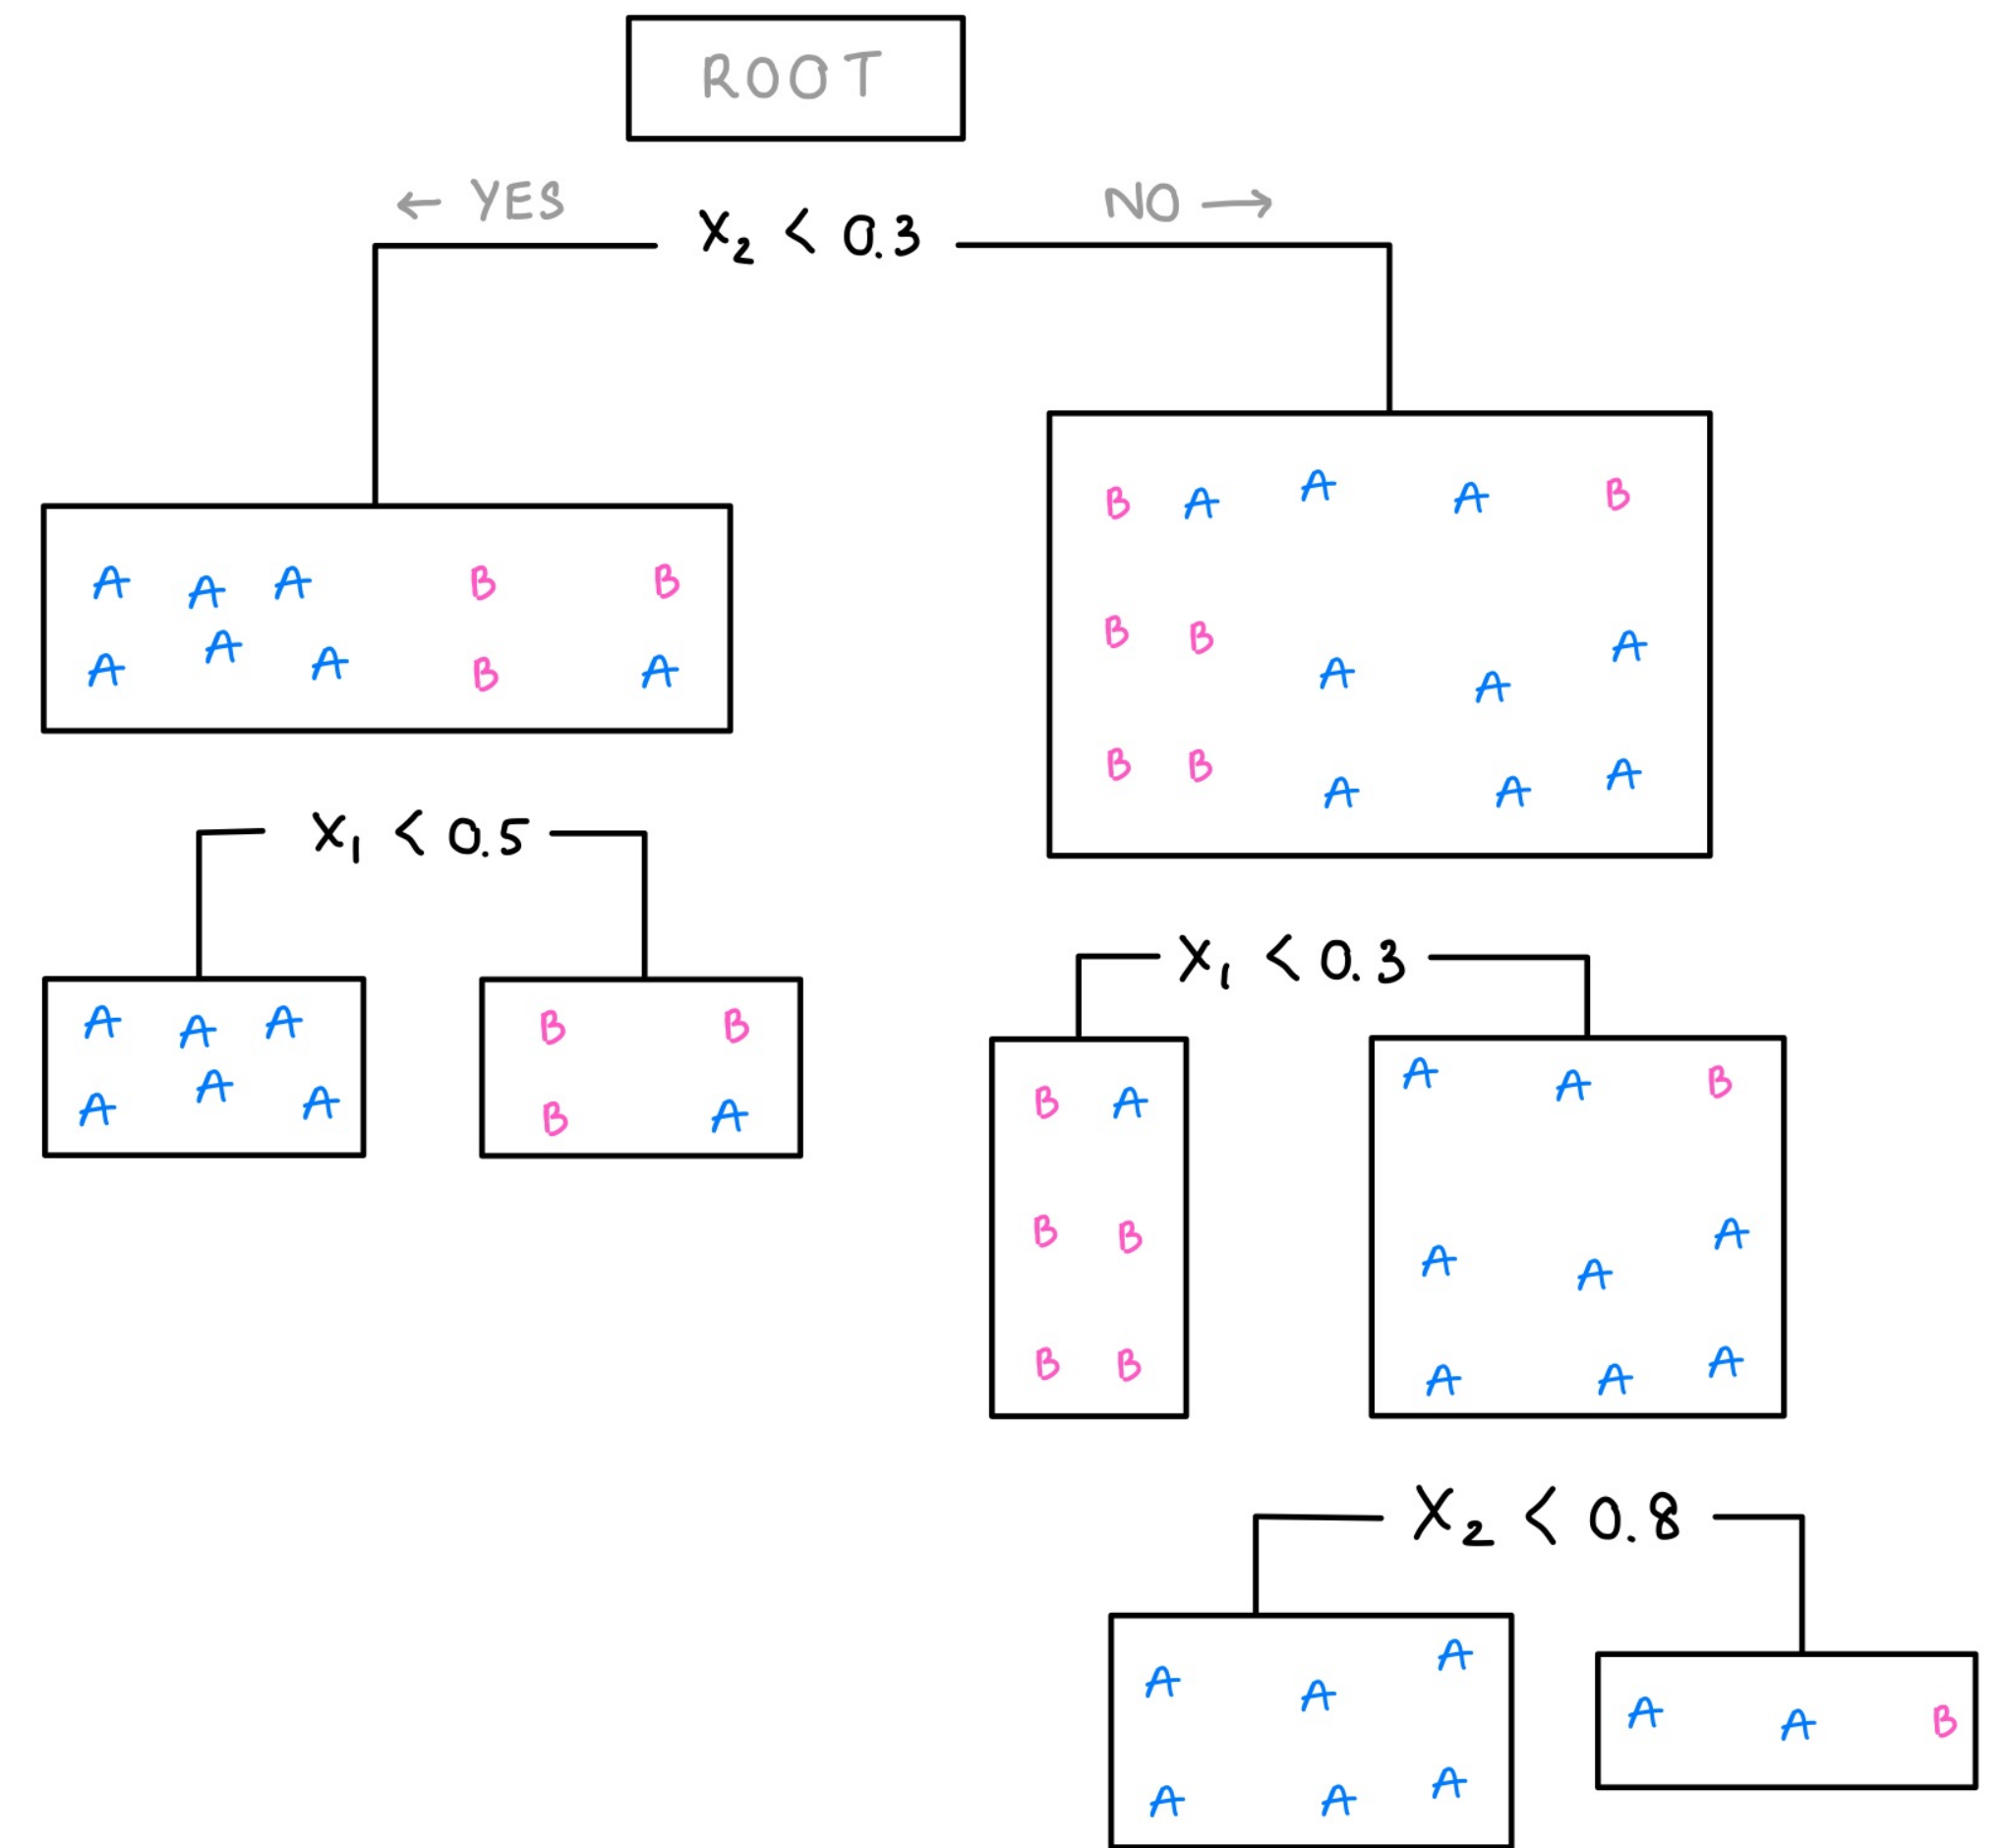 ROOT
← YES
NO →
X₂ < 0.3
B A A A B
A A A B B
B B A A A
A A A B A
B B A A A
X₁ < 0.5
X₁ < 0.3
A A A
A A A
B B
B A
B A
B B
B B
A A B
A A A
A A A
X₂ < 0.8
A A A
A A A
A A B